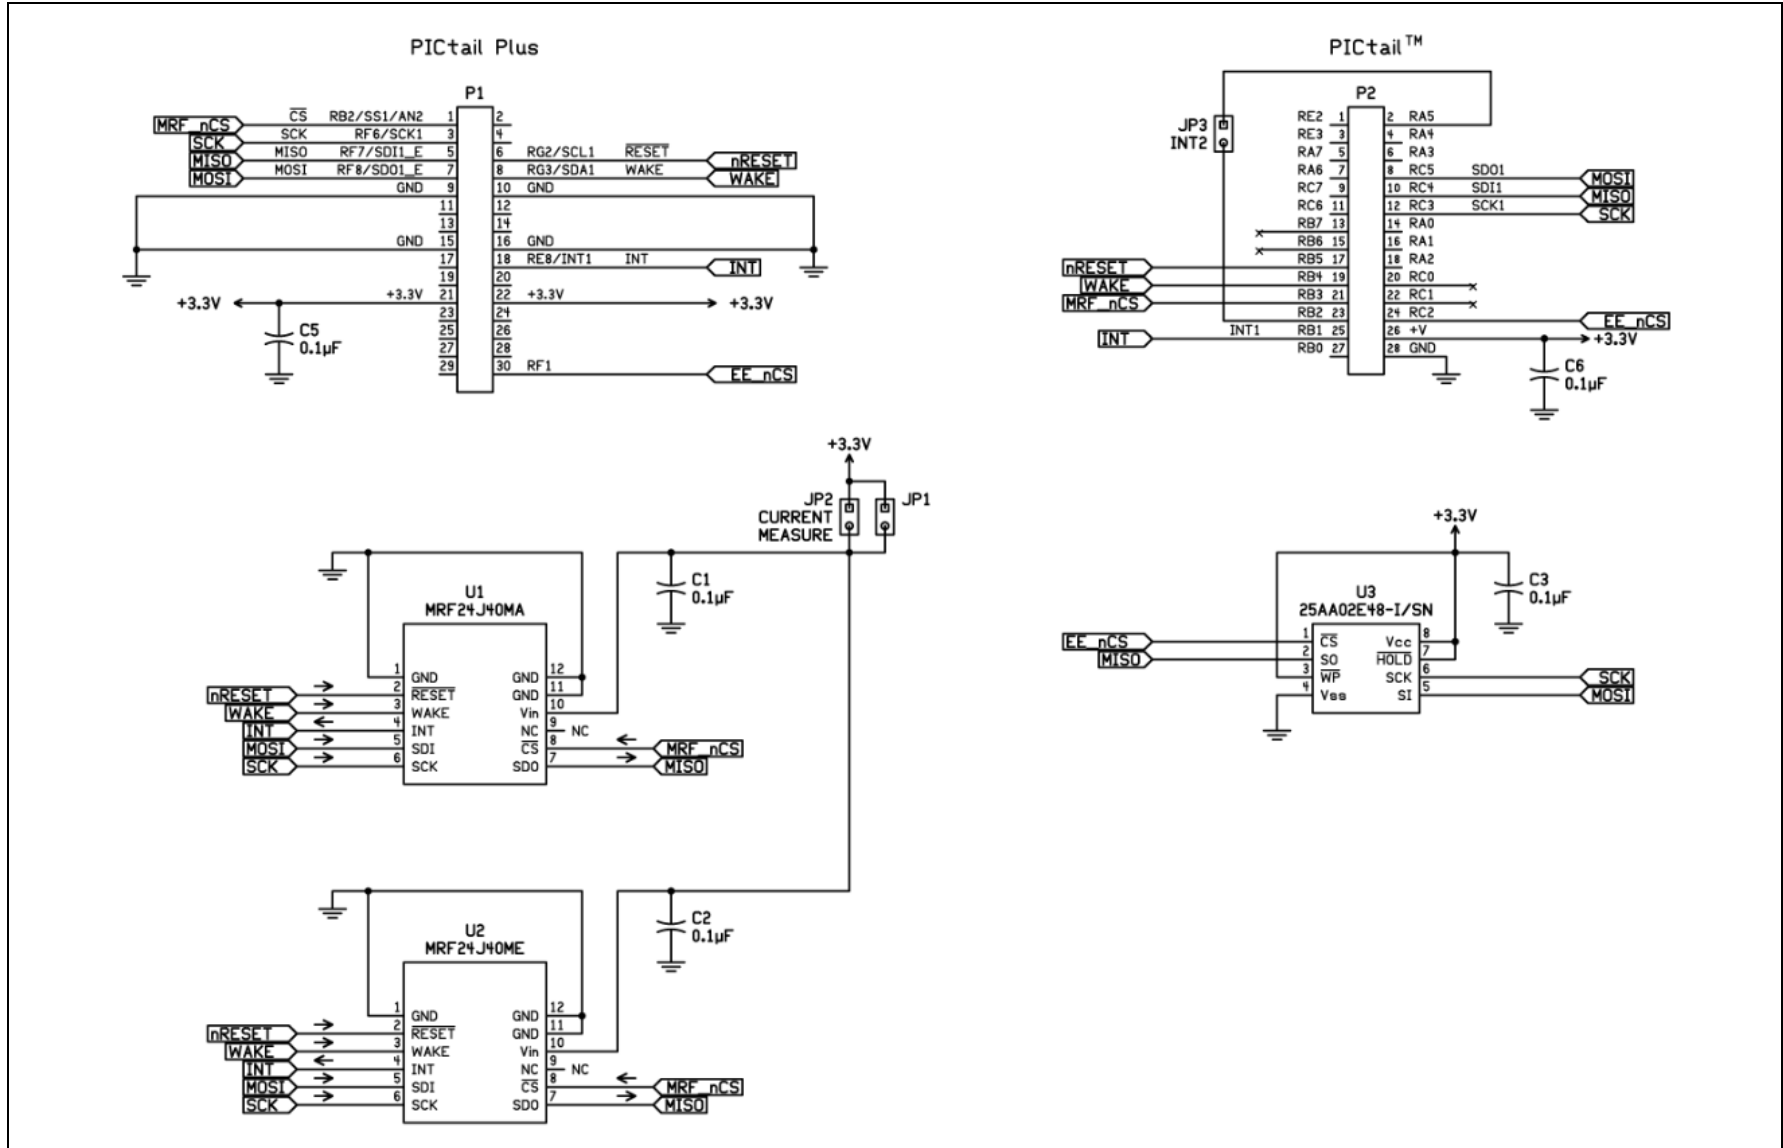 PICtail Plus
P1
MRF_nCS CS RB2/SS1/AN2 1 2
SCK SCK RF6/SCK1 3 4
MISO MISO RF7/SDI1_E 5 6 RG2/SCL1 RESET nRESET
MOSI MOSI RF8/SDO1_E 7 8 RG3/SDA1 WAKE WAKE
GND 9 10 GND
11 12
13 14
GND 15 16 GND
17 18 RE8/INT1 INT INT
19 20
+3.3V +3.3V 21 22 +3.3V +3.3V
23 24
25 26
27 28
29 30 RF1 EE_nCS
C5
0.1µF
PICtail™
P2
JP3
INT2
RE2 1 2 RA5
RE3 3 4 RA4
RA7 5 6 RA3
RA6 7 8 RC5 SDO1 MOSI
RC7 9 10 RC4 SDI1 MISO
RC6 11 12 RC3 SCK1 SCK
RB7 13 14 RA0
RB6 15 16 RA1
nRESET RB5 17 18 RA2
WAKE RB4 19 20 RC0
MRF_nCS RB3 21 22 RC1
RB2 23 24 RC2 EE_nCS
INT INT1 RB1 25 26 +V +3.3V
RB0 27 28 GND
C6
0.1µF
+3.3V
JP2
CURRENT
MEASURE
JP1
C1
0.1µF
U1
MRF24J40MA
1 GND GND 12
nRESET 2 RESET GND 11
WAKE 3 WAKE Vin 10
INT 4 INT NC 9 NC
MOSI 5 SDI CS 8 MRF_nCS
SCK 6 SCK SDO 7 MISO
C2
0.1µF
U2
MRF24J40ME
1 GND GND 12
nRESET 2 RESET GND 11
WAKE 3 WAKE Vin 10
INT 4 INT NC 9 NC
MOSI 5 SDI CS 8 MRF_nCS
SCK 6 SCK SDO 7 MISO
+3.3V
C3
0.1µF
U3
25AA02E48-I/SN
EE_nCS 1 CS Vcc 8
MISO 2 SO HOLD 7
3 WP SCK 6 SCK
4 Vss SI 5 MOSI